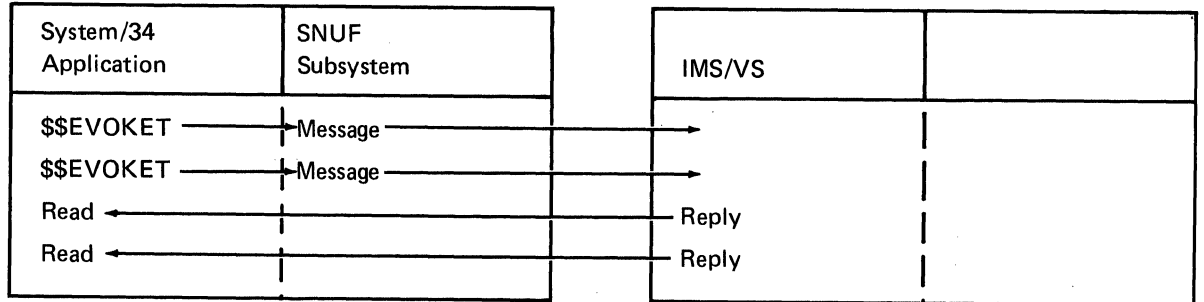 System/34 Application
SNUF Subsystem
IMS/VS
$$EVOKET Message
$$EVOKET Message
Read Reply
Read Reply